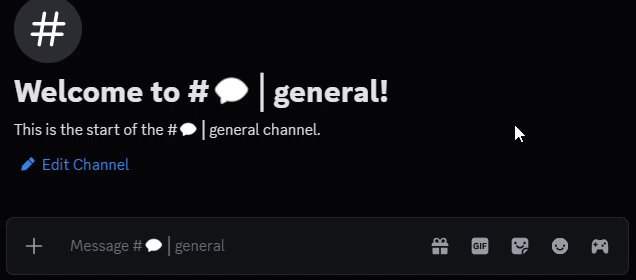 #
Welcome to #💬│general!
This is the start of the #💬│general channel.
Edit Channel
Message #💬│general
GIF